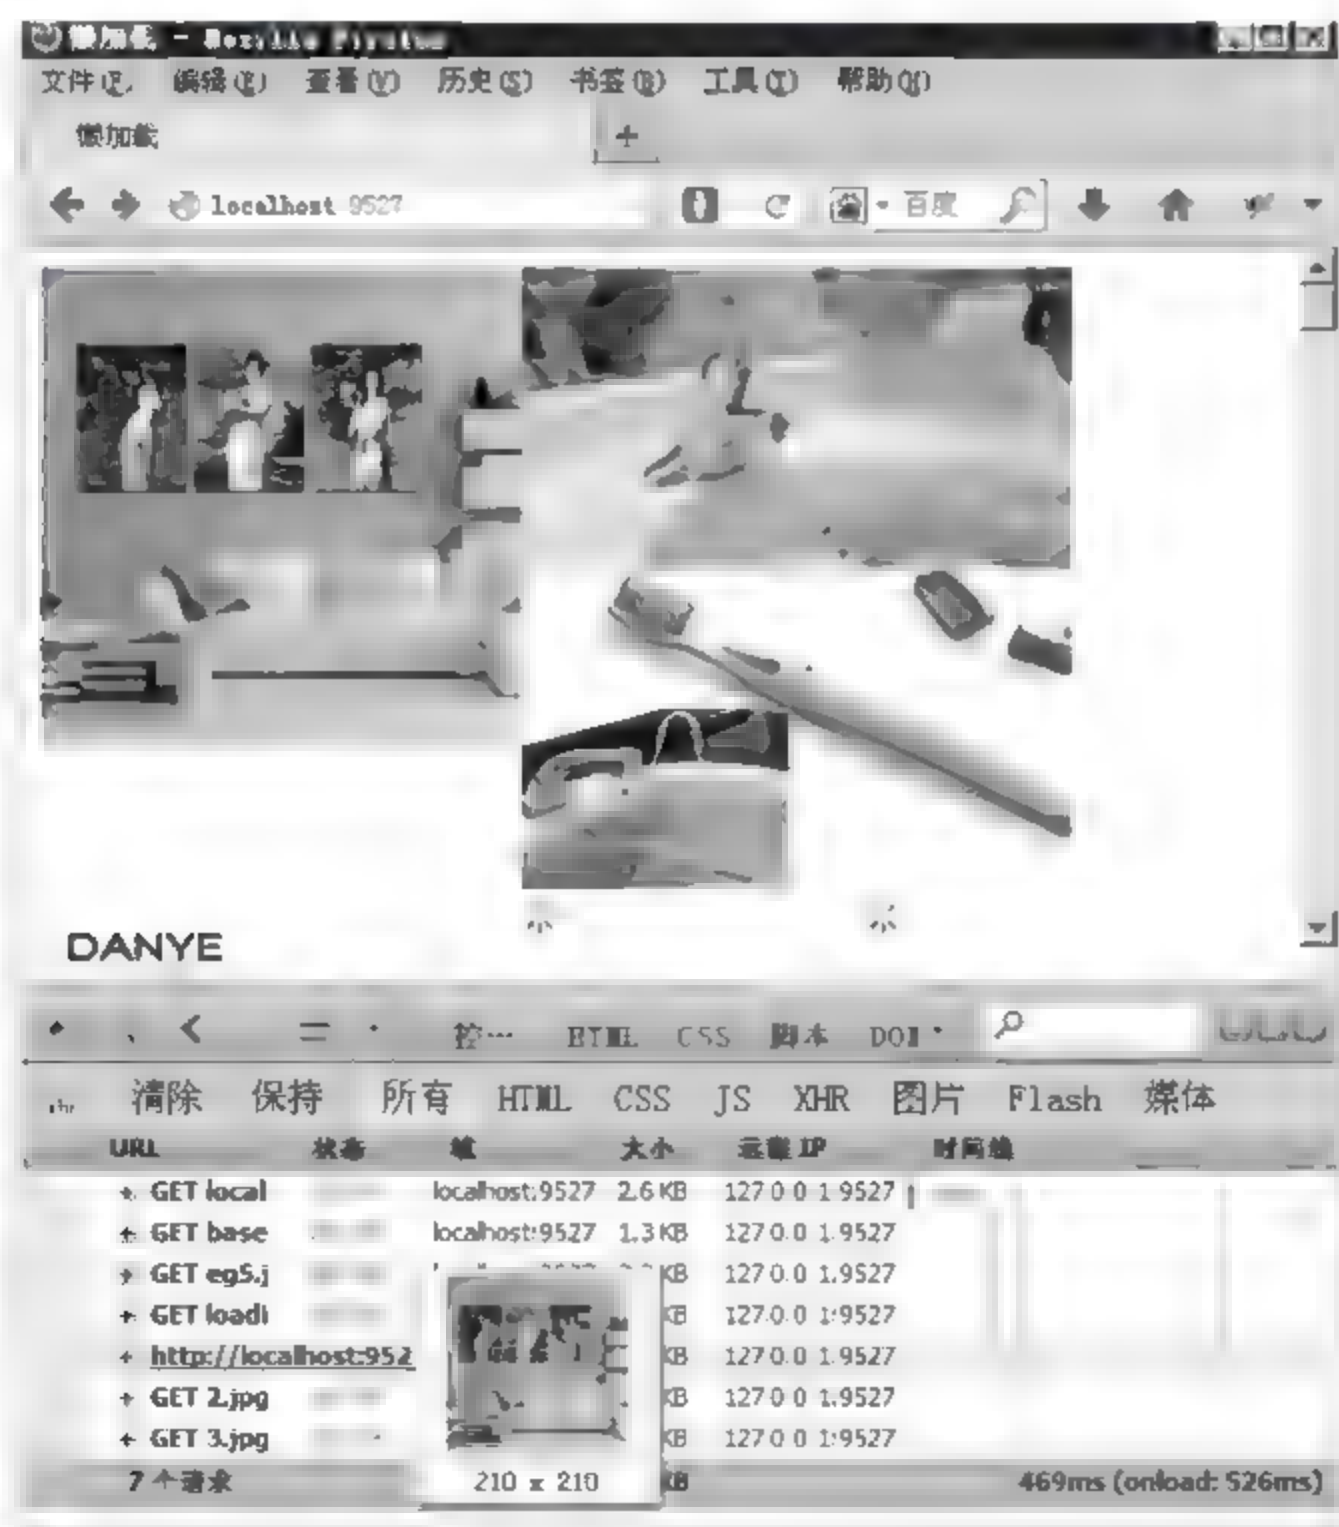 懒加载 - Mozilla Firefox
文件(F) 编辑(E) 查看(V) 历史(S) 书签(B) 工具(T) 帮助(H)
懒加载 +
localhost 9527 百度
DANYE
控… HTML CSS 脚本 DOM
清除 保持 所有 HTML CSS JS XHR 图片 Flash 媒体
URL 状态 域 大小 远程 IP 时间线
+ GET local localhost:9527 2.6 KB 127.0.0.1:9527
+ GET base localhost:9527 1.3 KB 127.0.0.1:9527
+ GET eg5.j KB 127.0.0.1:9527
+ GET loadi KB 127.0.0.1:9527
+ http://localhost:952 KB 127.0.0.1:9527
+ GET 2.jpg KB 127.0.0.1:9527
+ GET 3.jpg KB 127.0.0.1:9527
7 个请求 210 x 210 KB 469ms (onload: 526ms)